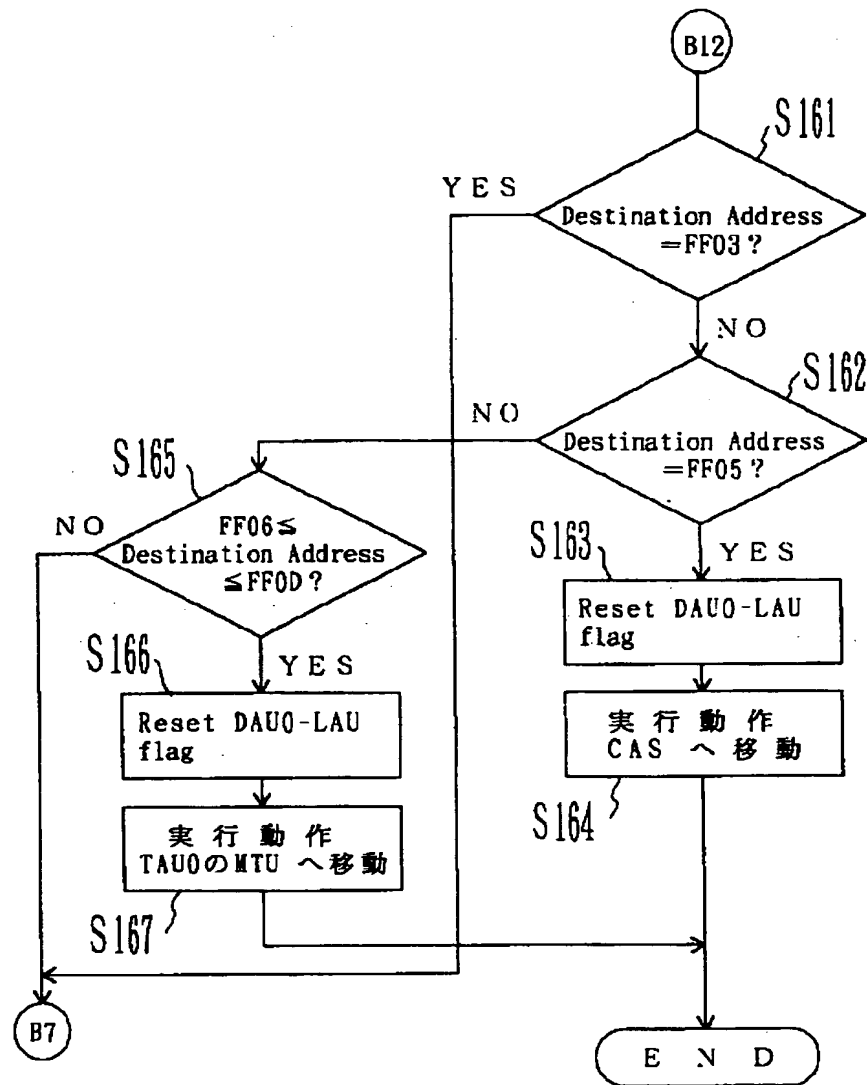 B12
S161
YES
Destination Address
=FF03?
NO
S162
NO
Destination Address
=FF05?
S165
NO
FF06≦
Destination Address
≦FF0D?
S163
YES
Reset DAU0-LAU
flag
S166
YES
Reset DAU0-LAU
flag
実行動作
CAS へ移動
S164
実行動作
TAU0のMTU へ移動
S167
B7
END